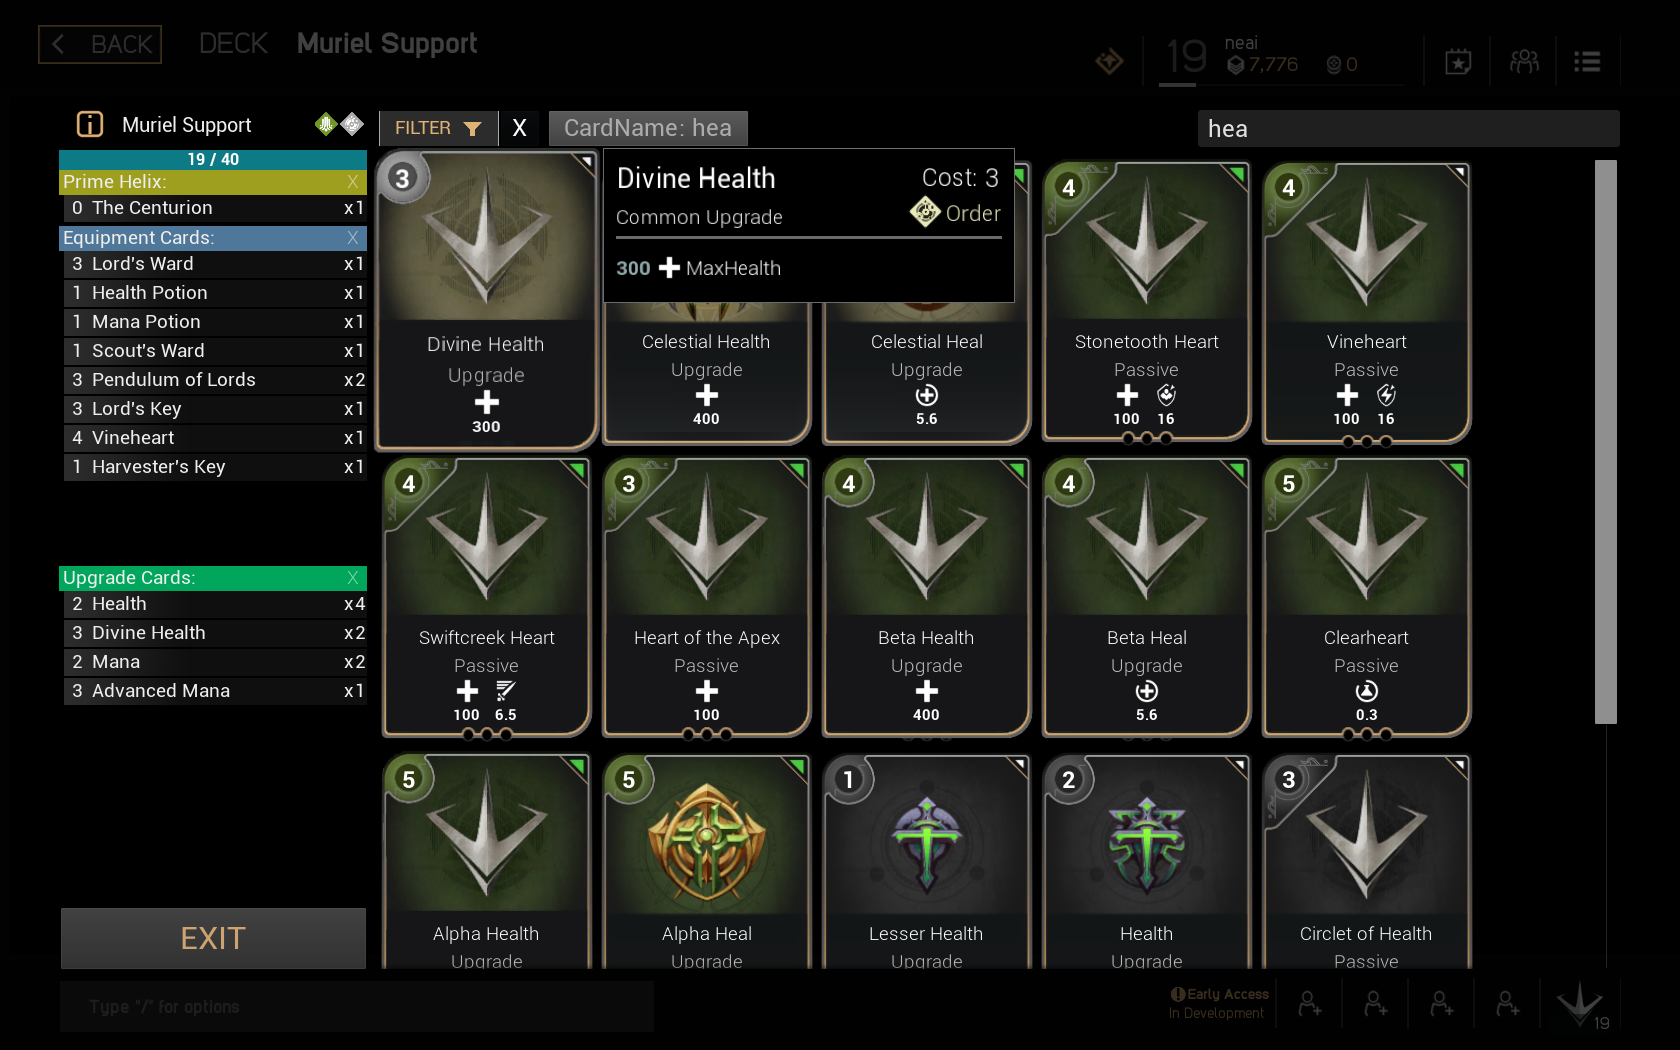 BACK
DECK
Muriel Support
19
neai
7,776
0
Muriel Support
FILTER
X
CardName: hea
hea
19 / 40
Prime Helix: X
0 The Centurion x1
Equipment Cards: X
3 Lord's Ward x1
1 Health Potion x1
1 Mana Potion x1
1 Scout's Ward x1
3 Pendulum of Lords x2
3 Lord's Key x1
4 Vineheart x1
1 Harvester's Key x1
Upgrade Cards: X
2 Health x4
3 Divine Health x2
2 Mana x2
3 Advanced Mana x1
EXIT
Divine Health
Cost: 3
Common Upgrade
Order
300 MaxHealth
3
Divine Health
Upgrade
300
Celestial Health
Upgrade
400
Celestial Heal
Upgrade
5.6
4
Stonetooth Heart
Passive
100 16
4
Vineheart
Passive
100 16
4
Swiftcreek Heart
Passive
100 6.5
3
Heart of the Apex
Passive
100
4
Beta Health
Upgrade
400
4
Beta Heal
Upgrade
5.6
5
Clearheart
Passive
0.3
5
Alpha Health
Upgrade
5
Alpha Heal
Upgrade
1
Lesser Health
Upgrade
2
Health
Upgrade
3
Circlet of Health
Passive
Type "/" for options
Early Access
In Development
19